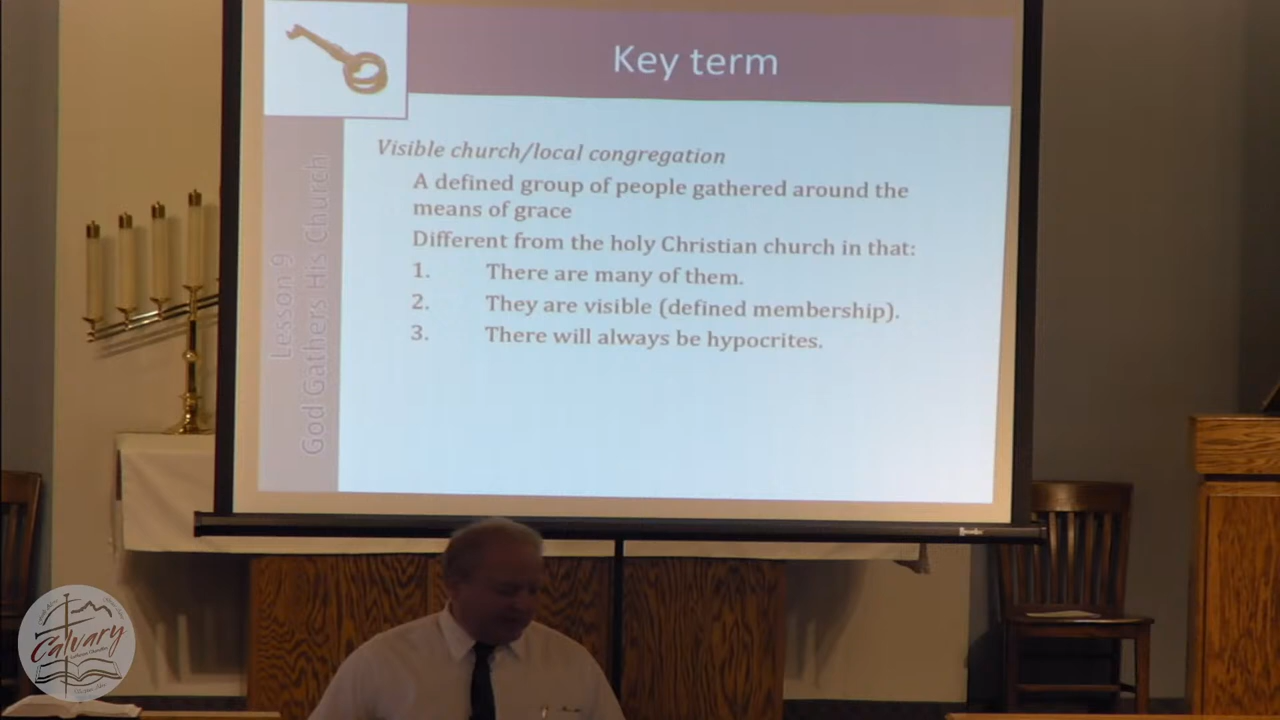 Key term
Visible church/local congregation
A defined group of people gathered around the
means of grace
Different from the holy Christian church in that:
1. There are many of them.
2. They are visible (defined membership).
3. There will always be hypocrites.
Lesson 9
God Gathers His Church
Calvary